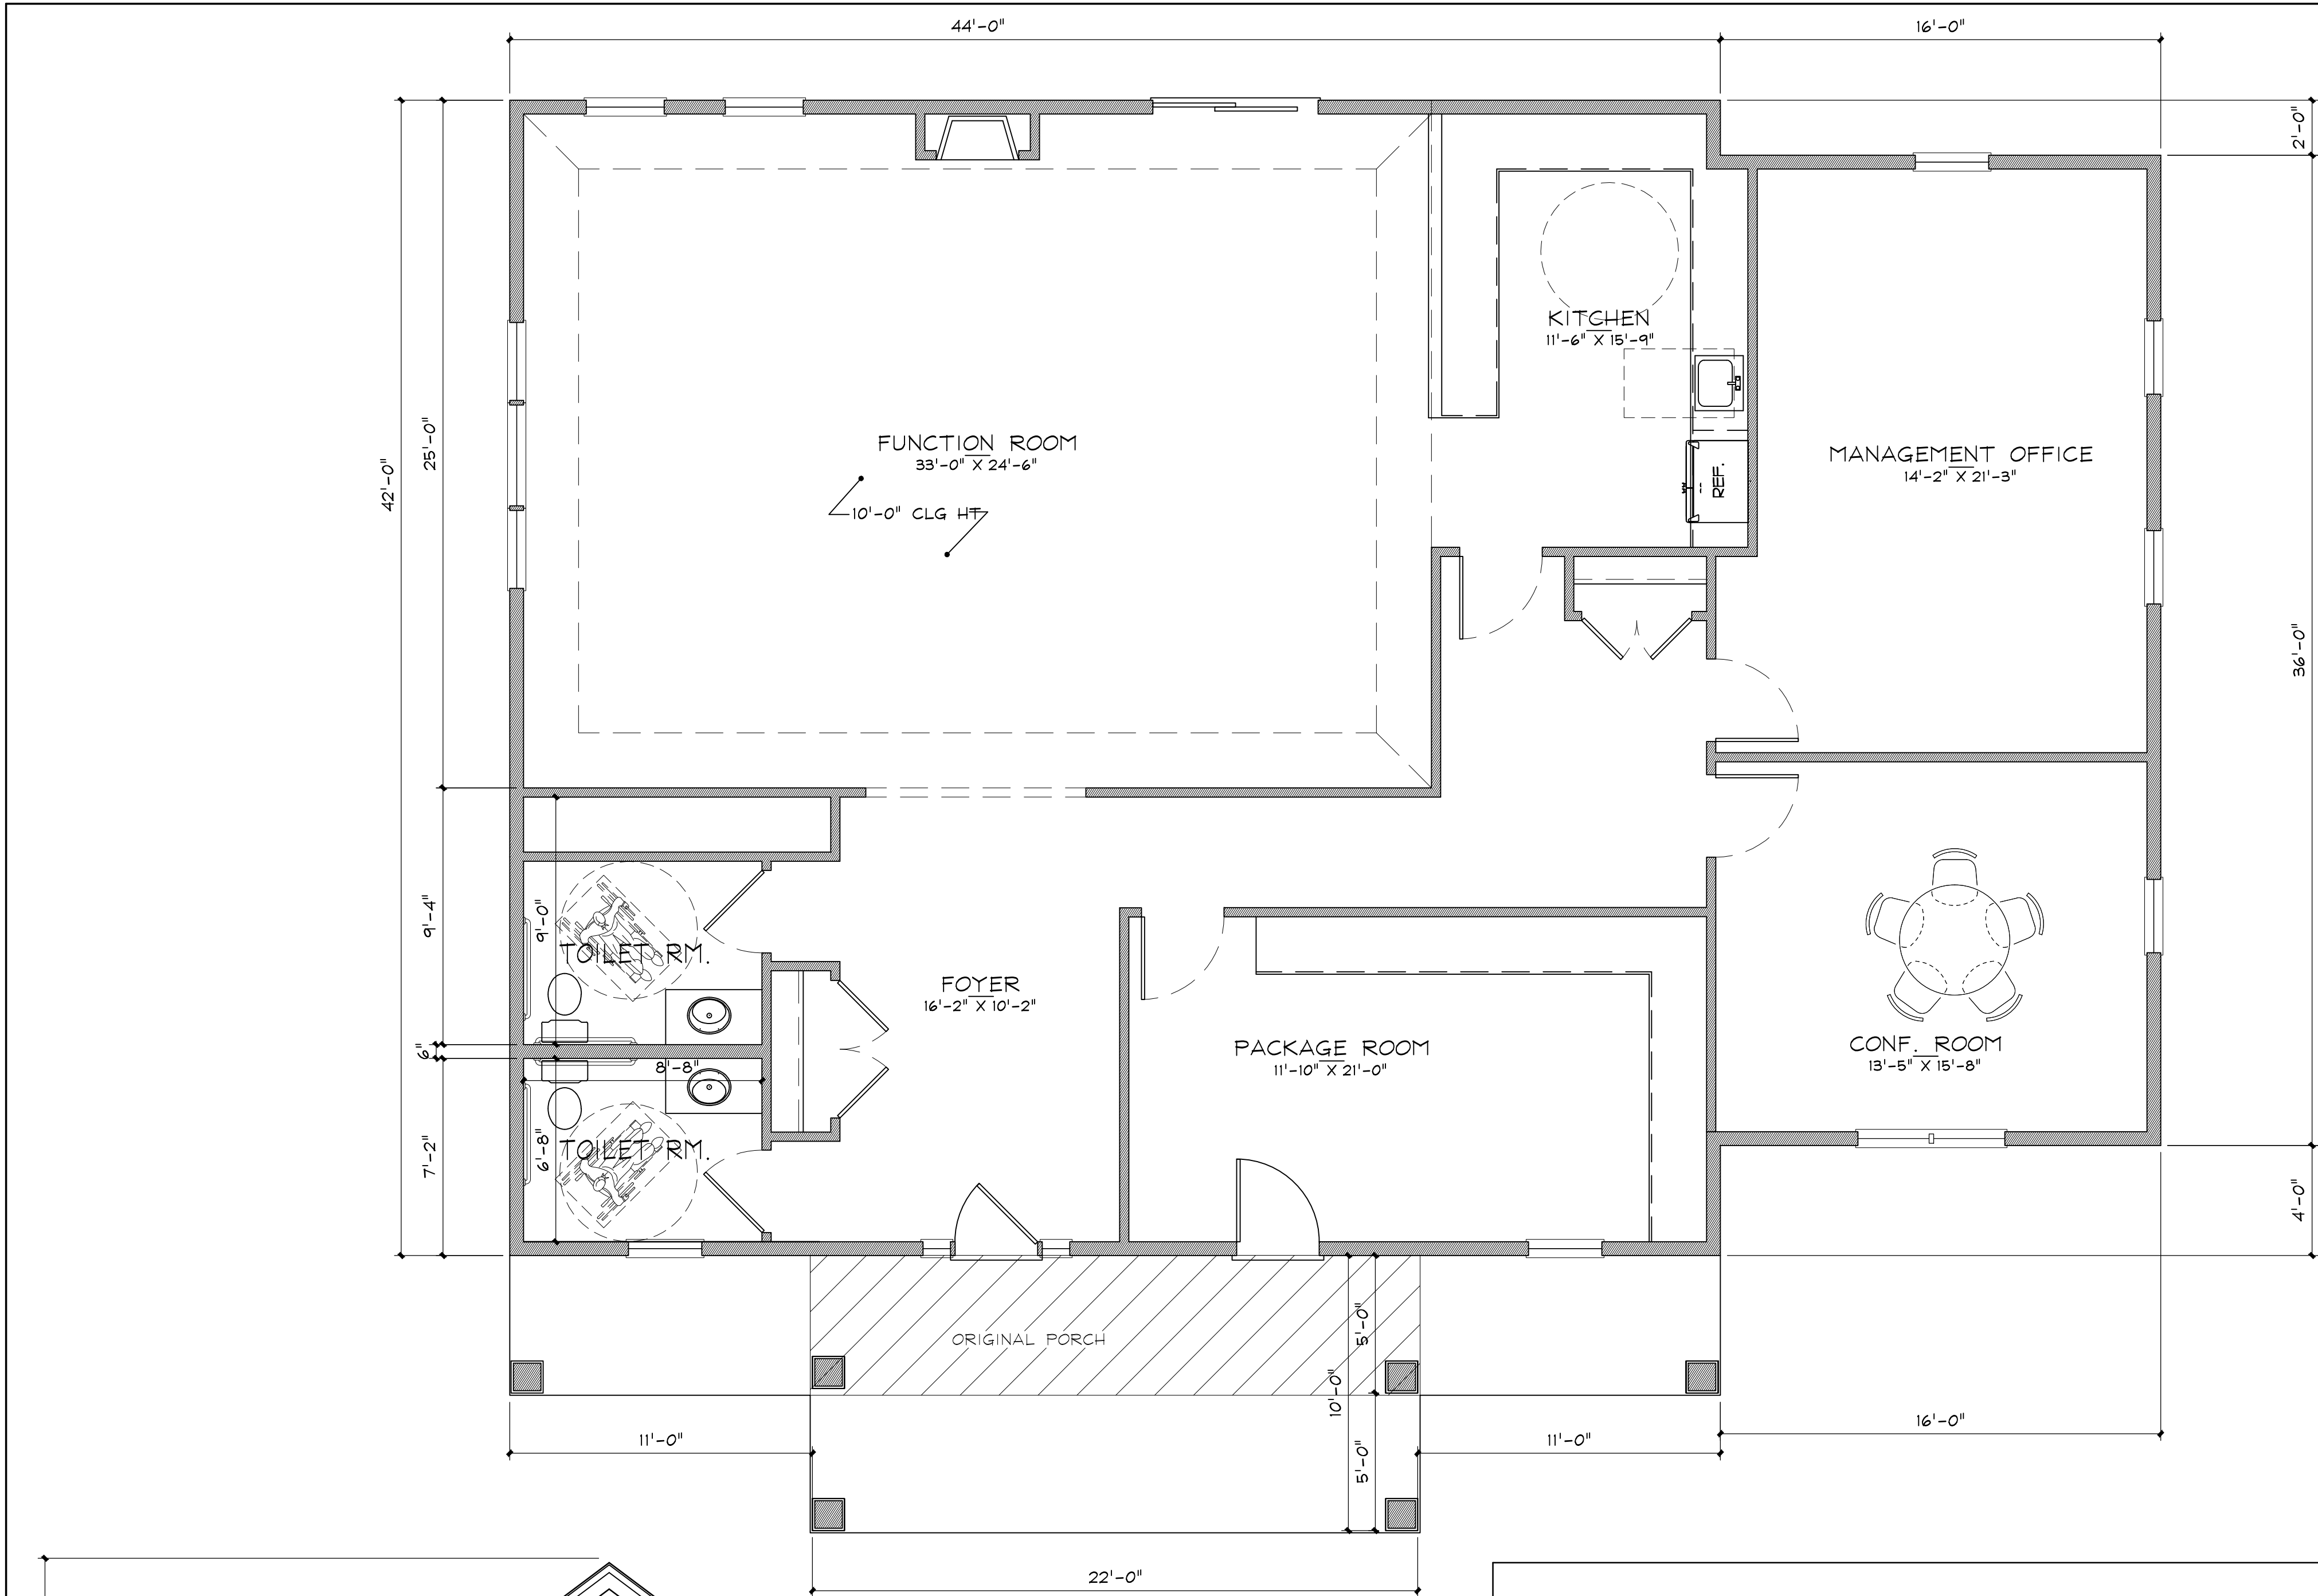 44'-0"
16'-0"
2'-0"
KITCHEN
11'-6" X 15'-9"
FUNCTION ROOM
33'-0" X 24'-6"
MANAGEMENT OFFICE
14'-2" X 21'-3"
25'-0"
42'-0"
REF.
10'-0" CLG HT
36'-0"
9'-4"
9'-0"
TOILET RM.
FOYER
16'-2" X 10'-2"
PACKAGE ROOM
11'-10" X 21'-0"
CONF. ROOM
13'-5" X 15'-8"
6"
8'-8"
7'-2"
6'-8"
TOILET RM.
4'-0"
ORIGINAL PORCH
5'-0"
10'-0"
11'-0"
11'-0"
16'-0"
5'-0"
22'-0"